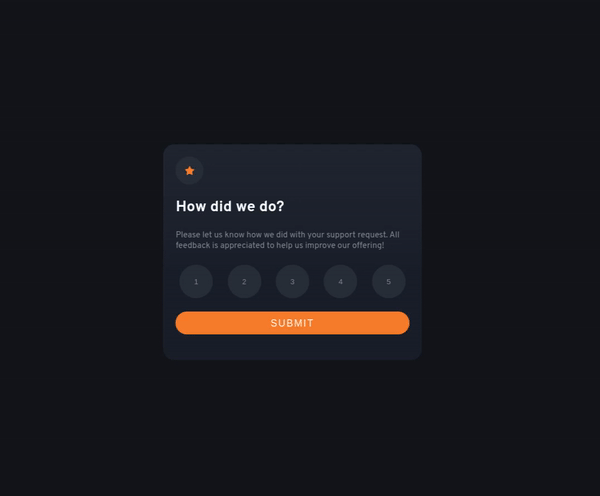 How did we do?
Please let us know how we did with your support request. All
feedback is appreciated to help us improve our offering!
1 2 3 4 5
SUBMIT